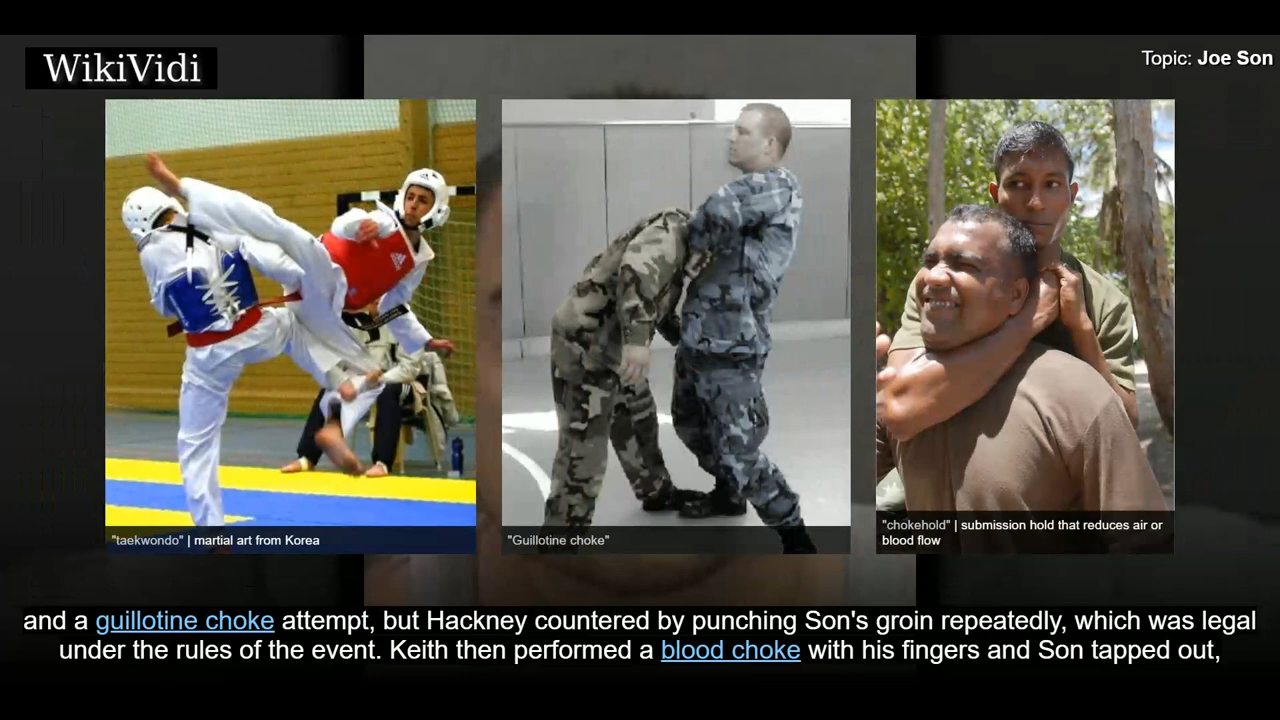 WikiVidi
Topic: Joe Son
"taekwondo" | martial art from Korea
"Guillotine choke"
"chokehold" | submission hold that reduces air or
blood flow
and a guillotine choke attempt, but Hackney countered by punching Son's groin repeatedly, which was legal
under the rules of the event. Keith then performed a blood choke with his fingers and Son tapped out,